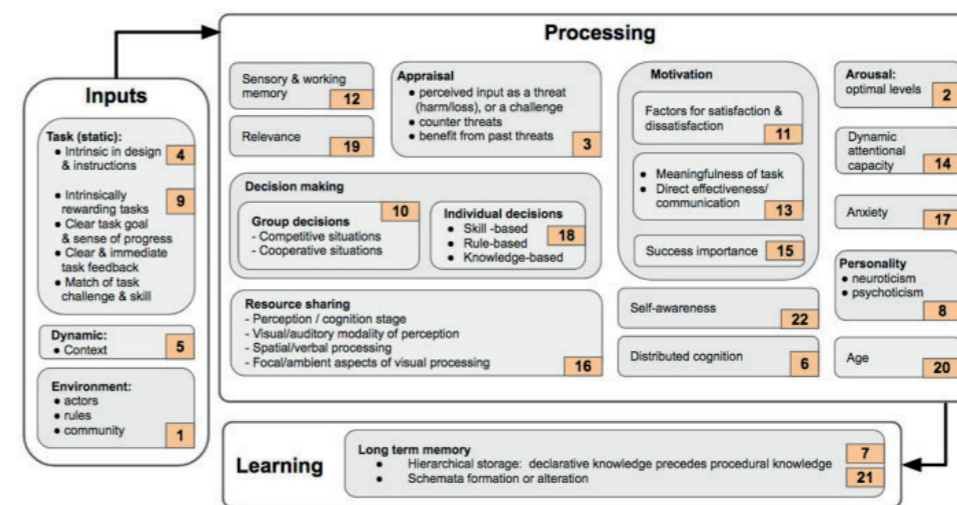 Inputs
Task (static):
● Intrinsic in design
& instructions
4
● Intrinsically
rewarding tasks
9
● Clear task goal
& sense of progress
● Clear & immediate
task feedback
● Match of task
challenge & skill
Dynamic:
● Context
5
Environment:
● actors
● rules
● community
1
Processing
Sensory & working
memory
12
Relevance
19
Appraisal
● perceived input as a threat
(harm/loss), or a challenge
● counter threats
● benefit from past threats
3
Decision making
Group decisions
10
- Competitive situations
- Cooperative situations
Individual decisions
● Skill -based
● Rule-based
● Knowledge-based
18
Resource sharing
- Perception / cognition stage
- Visual/auditory modality of perception
- Spatial/verbal processing
- Focal/ambient aspects of visual processing
16
Motivation
Factors for satisfaction &
dissatisfaction
11
● Meaningfulness of task
● Direct effectiveness/
communication
13
Success importance
15
Self-awareness
22
Distributed cognition
6
Arousal:
optimal levels
2
Dynamic
attentional
capacity
14
Anxiety
17
Personality
● neuroticism
● psychoticism
8
Age
20
Learning
Long term memory
7
● Hierarchical storage: declarative knowledge precedes procedural knowledge
● Schemata formation or alteration
21